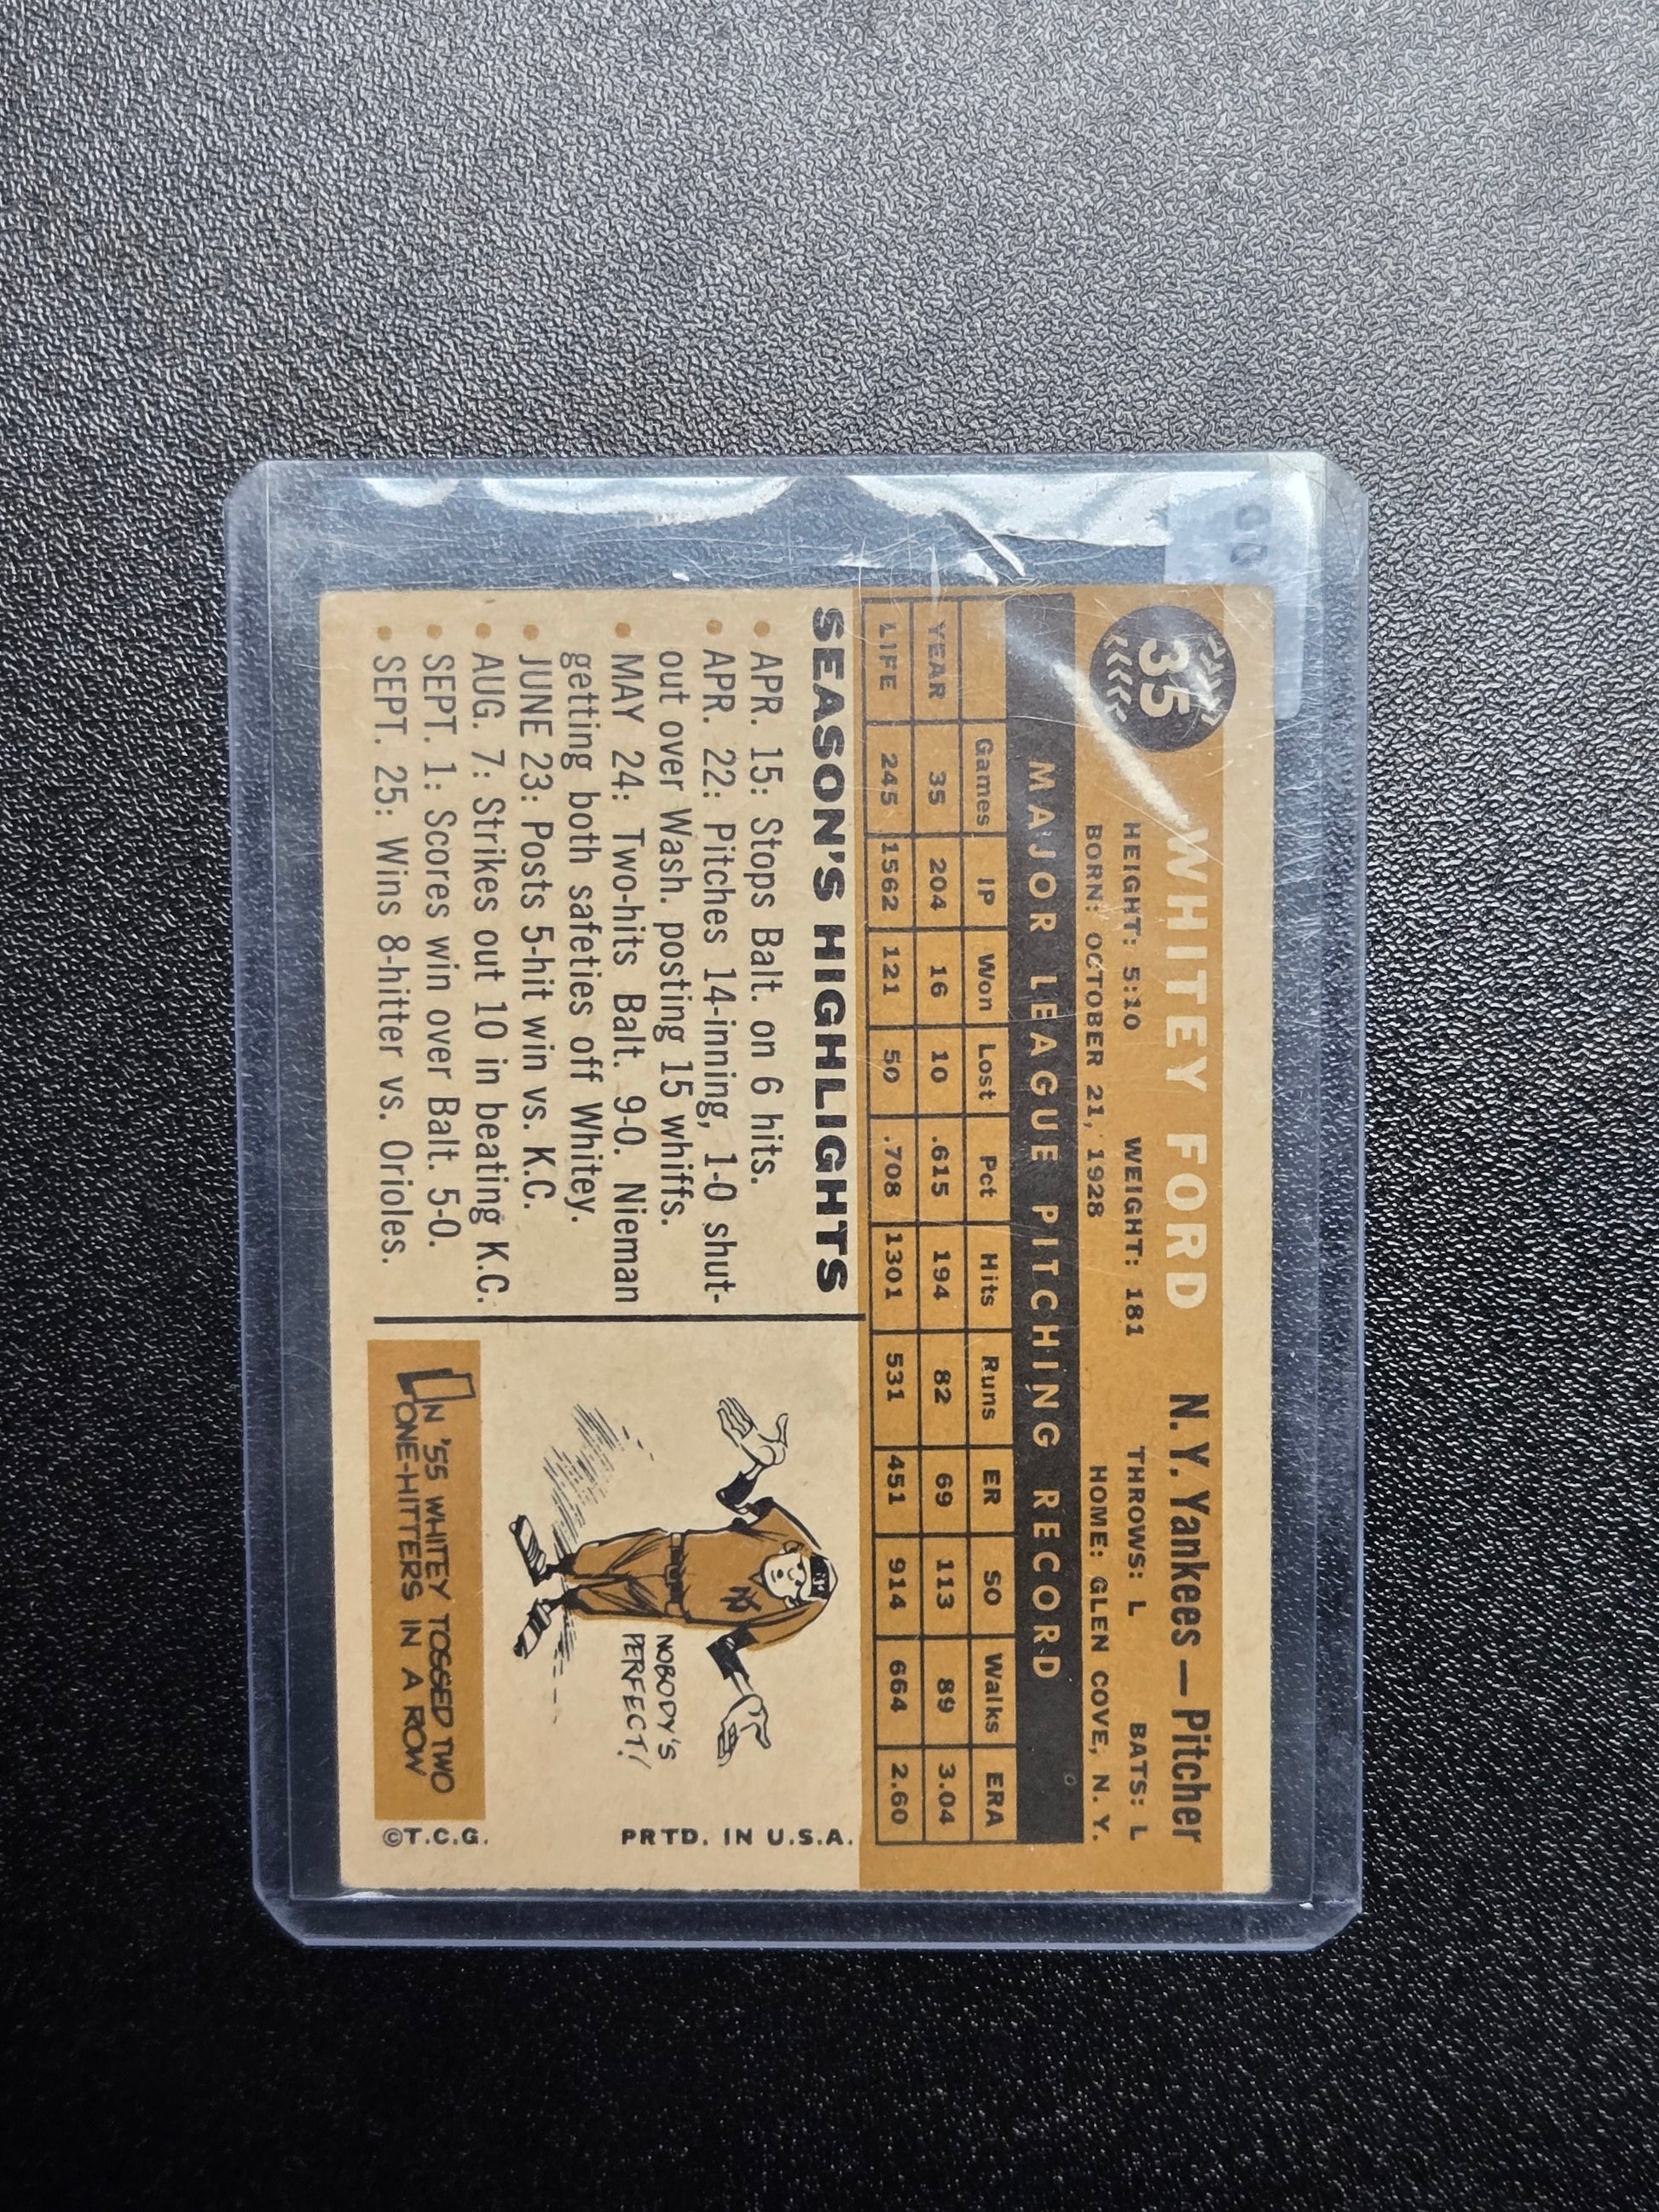 35
WHITEY FORD N. Y. Yankees — Pitcher
HEIGHT: 5:10 WEIGHT: 181 THROWS: L BATS: L
BORN: OCTOBER 21, 1928 HOME: GLEN COVE, N. Y.
MAJOR LEAGUE PITCHING RECORD
Games IP Won Lost Pct Hits Runs ER SO Walks ERA
YEAR 35 204 16 10 .615 194 82 69 113 89 3.04
LIFE 245 1562 121 50 .708 1301 531 451 914 664 2.60
SEASON'S HIGHLIGHTS
• APR. 15: Stops Balt. on 6 hits.
• APR. 22: Pitches 14-inning, 1-0 shut-
out over Wash. posting 15 whiffs.
• MAY 24: Two-hits Balt. 9-0. Nieman
getting both safeties off Whitey.
• JUNE 23: Posts 5-hit win vs. K.C.
• AUG. 7: Strikes out 10 in beating K.C.
• SEPT. 1: Scores win over Balt. 5-0.
• SEPT. 25: Wins 8-hitter vs. Orioles.
NY
NOBODY'S
PERFECT!
IN '55 WHITEY TOSSED TWO
ONE-HITTERS IN A ROW
PRTD. IN U.S.A.
©T.C.G.